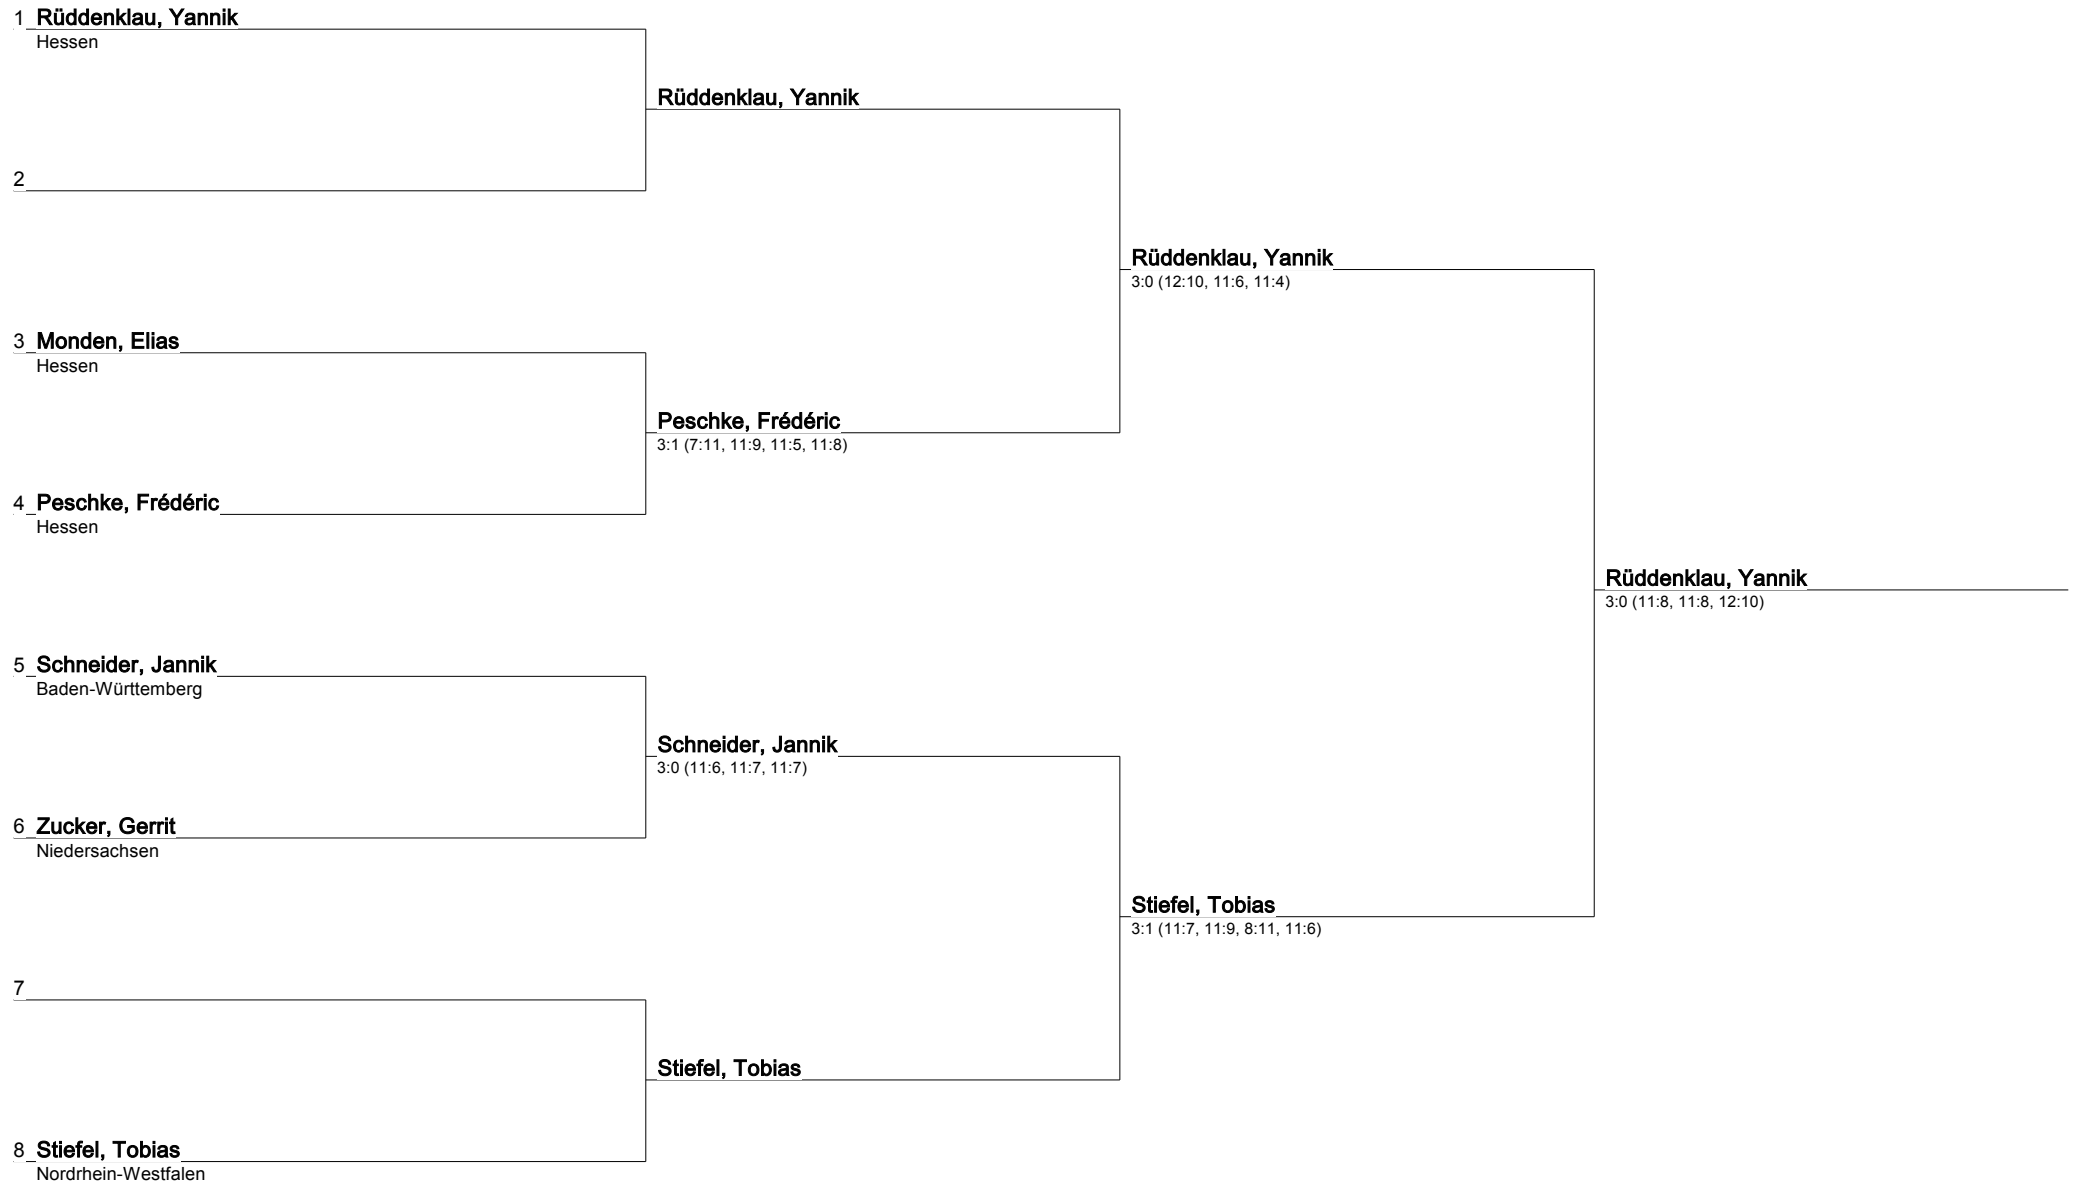 1 Rüddenklau, Yannik
Hessen
Rüddenklau, Yannik
2
Rüddenklau, Yannik
3:0 (12:10, 11:6, 11:4)
3 Monden, Elias
Hessen
Peschke, Frédéric
3:1 (7:11, 11:9, 11:5, 11:8)
4 Peschke, Frédéric
Hessen
Rüddenklau, Yannik
3:0 (11:8, 11:8, 12:10)
5 Schneider, Jannik
Baden-Württemberg
Schneider, Jannik
3:0 (11:6, 11:7, 11:7)
6 Zucker, Gerrit
Niedersachsen
Stiefel, Tobias
3:1 (11:7, 11:9, 8:11, 11:6)
7
Stiefel, Tobias
8 Stiefel, Tobias
Nordrhein-Westfalen